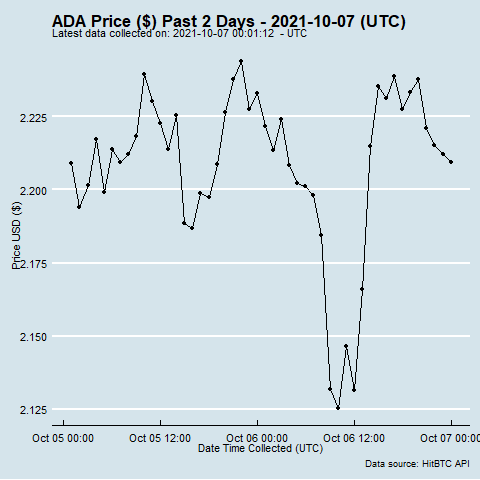 ADA Price ($) Past 2 Days - 2021-10-07 (UTC)
Latest data collected on: 2021-10-07 00:01:12 - UTC
Price USD ($)
2.225
2.200
2.175
2.150
2.125
Oct 05 00:00 Oct 05 12:00 Oct 06 00:00 Oct 06 12:00 Oct 07 00:00
Date Time Collected (UTC)
Data source: HitBTC API